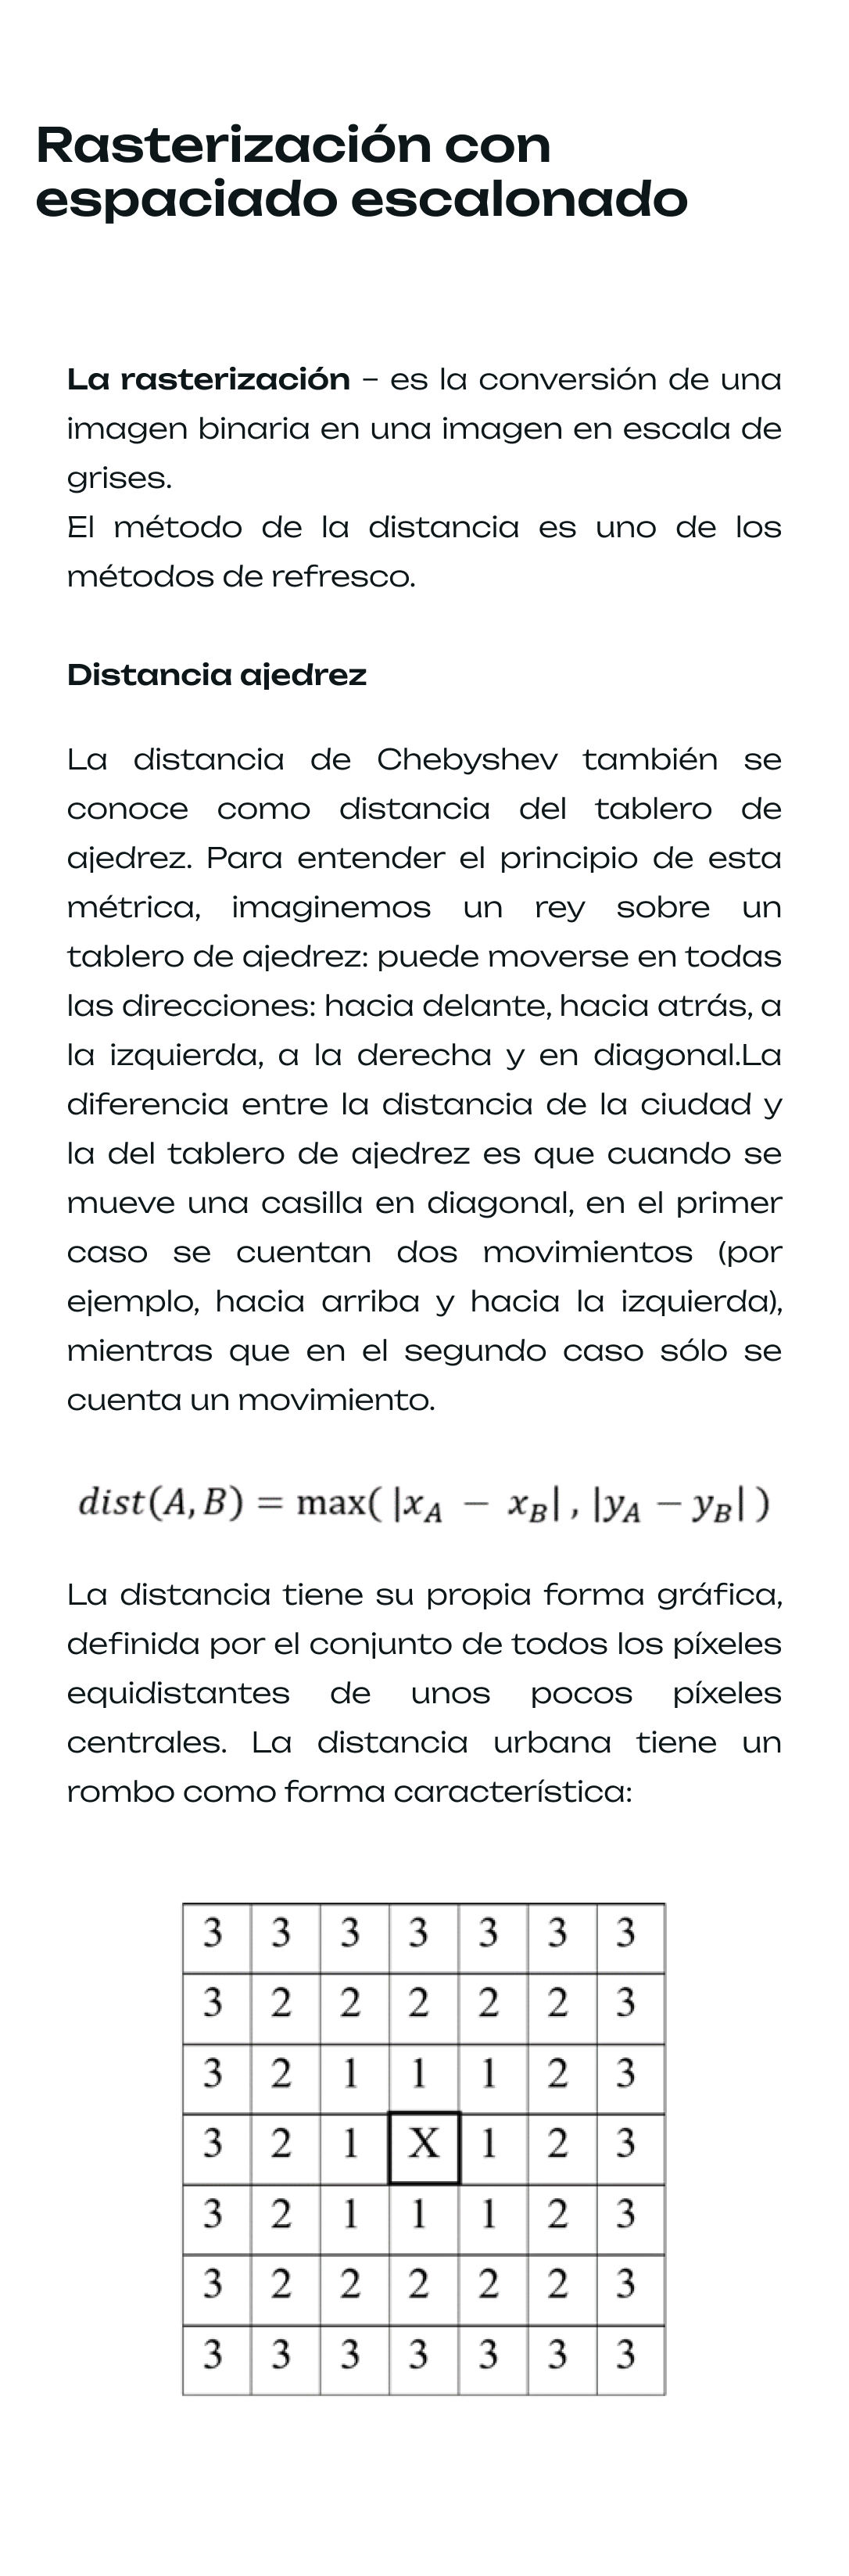 Rasterización con
espaciado escalonado
La rasterización – es la conversión de una
imagen binaria en una imagen en escala de
grises.
El método de la distancia es uno de los
métodos de refresco.
Distancia ajedrez
La distancia de Chebyshev también se
conoce como distancia del tablero de
ajedrez. Para entender el principio de esta
métrica, imaginemos un rey sobre un
tablero de ajedrez: puede moverse en todas
las direcciones: hacia delante, hacia atrás, a
la izquierda, a la derecha y en diagonal.La
diferencia entre la distancia de la ciudad y
la del tablero de ajedrez es que cuando se
mueve una casilla en diagonal, en el primer
caso se cuentan dos movimientos (por
ejemplo, hacia arriba y hacia la izquierda),
mientras que en el segundo caso sólo se
cuenta un movimiento.
dist(A, B) = max( |x_A − x_B| , |y_A − y_B| )
La distancia tiene su propia forma gráfica,
definida por el conjunto de todos los píxeles
equidistantes de unos pocos píxeles
centrales. La distancia urbana tiene un
rombo como forma característica:
3 3 3 3 3 3 3
3 2 2 2 2 2 3
3 2 1 1 1 2 3
3 2 1 X 1 2 3
3 2 1 1 1 2 3
3 2 2 2 2 2 3
3 3 3 3 3 3 3